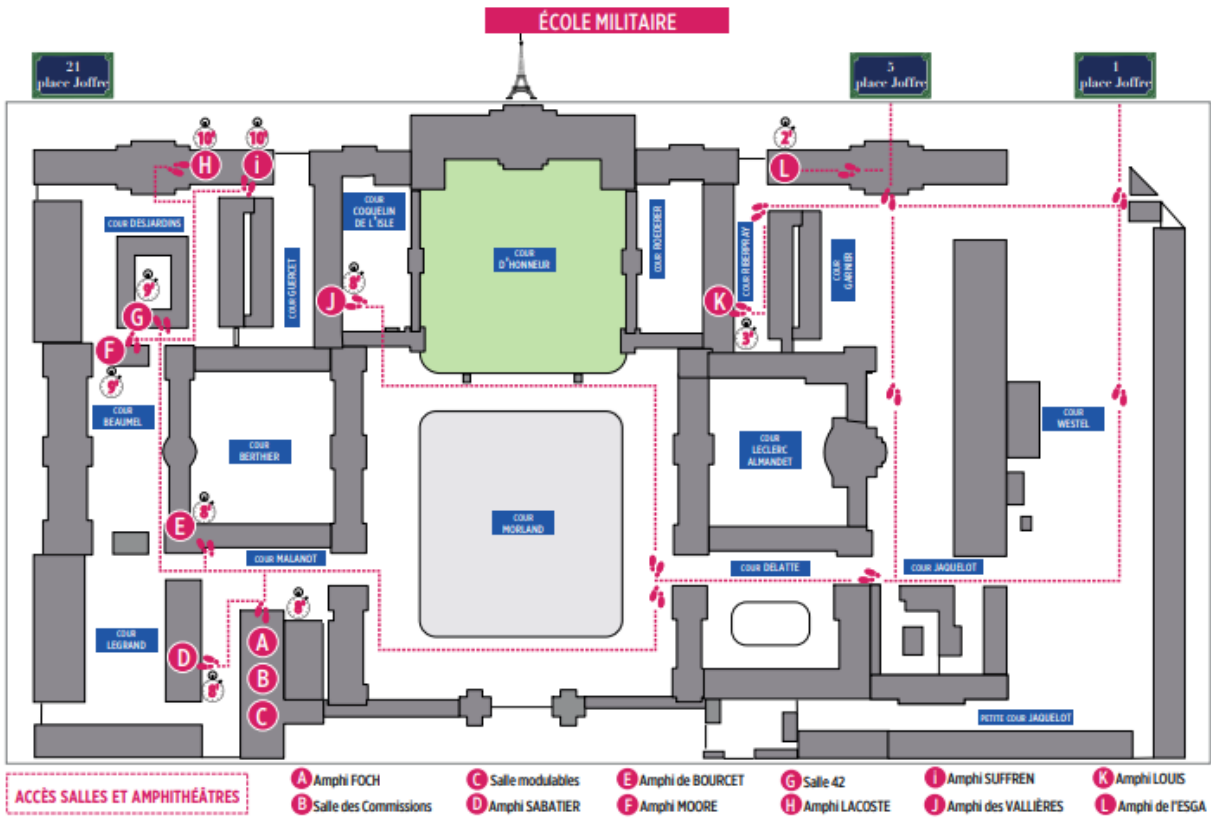 ÉCOLE MILITAIRE
21
place Joffre
5
place Joffre
1
place Joffre
10'
10'
2'
H
i
L
COUR
COQUELIN
DE L'ISLE
COUR DESJARDINS
COUR GUERCET
COUR
D'HONNEUR
COUR ROEDERER
COUR RIBERPRAY
COUR
GARNIER
9'
8'
G
J
K
3'
F
9'
COUR
BEAUMEL
COUR
BERTHIER
COUR
LECLERC
ALMANDET
COUR
WESTEL
8'
E
COUR
MORLAND
COUR MALANOT
COUR DELATTE
COUR JAQUELOT
8'
COUR
LEGRAND
A
D
B
8'
C
PETITE COUR JAQUELOT
ACCÈS SALLES ET AMPHITHÉÂTRES
A Amphi FOCH
B Salle des Commissions
C Salle modulables
D Amphi SABATIER
E Amphi de BOURCET
F Amphi MOORE
G Salle 42
H Amphi LACOSTE
i Amphi SUFFREN
J Amphi des VALLIÈRES
K Amphi LOUIS
L Amphi de l'ESGA